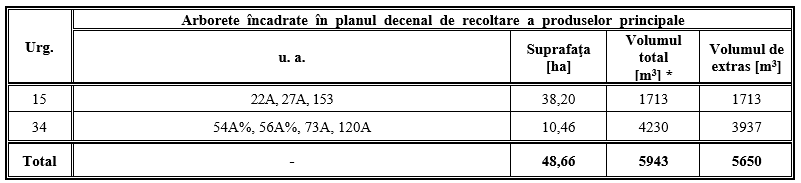 Arborete încadrate în planul decenal de recoltare a produselor principale
Urg. u. a. Suprafața [ha] Volumul total [m³] * Volumul de extras [m³]
15 22A, 27A, 153 38,20 1713 1713
34 54A%, 56A%, 73A, 120A 10,46 4230 3937
Total - 48,66 5943 5650